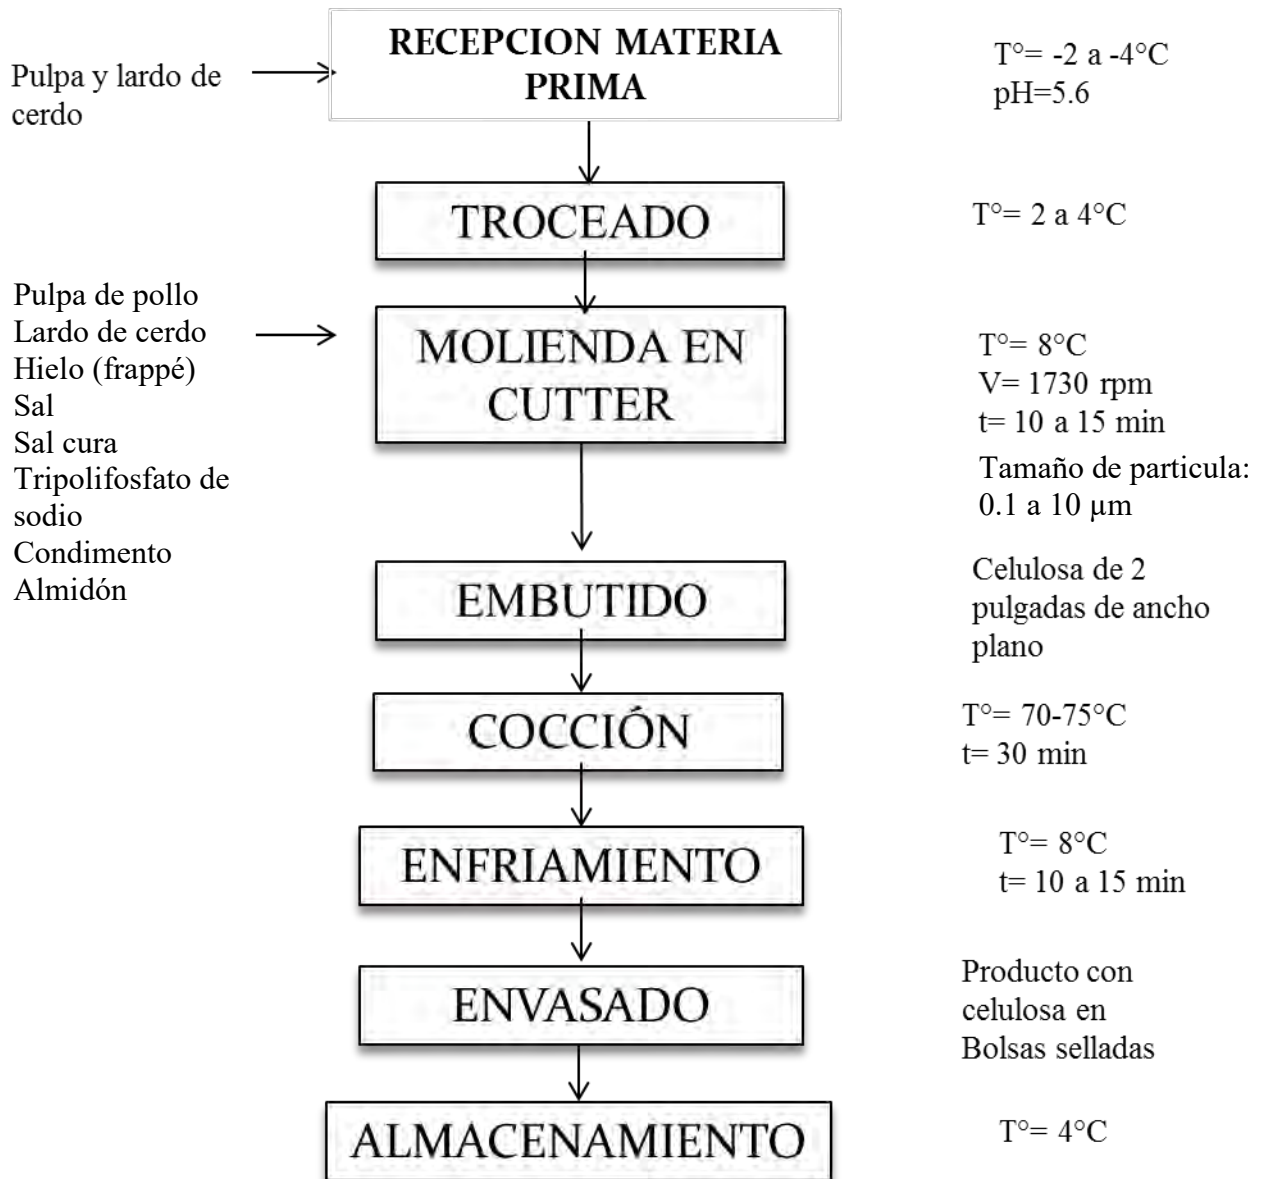 RECEPCION MATERIA
PRIMA
Pulpa y lardo de
cerdo
T°= -2 a -4°C
pH=5.6
TROCEADO
T°= 2 a 4°C
Pulpa de pollo
Lardo de cerdo
Hielo (frappé)
Sal
Sal cura
Tripolifosfato de
sodio
Condimento
Almidón
MOLIENDA EN
CUTTER
T°= 8°C
V= 1730 rpm
t= 10 a 15 min
Tamaño de particula:
0.1 a 10 µm
EMBUTIDO
Celulosa de 2
pulgadas de ancho
plano
COCCIÓN
T°= 70-75°C
t= 30 min
ENFRIAMIENTO
T°= 8°C
t= 10 a 15 min
ENVASADO
Producto con
celulosa en
Bolsas selladas
ALMACENAMIENTO
T°= 4°C